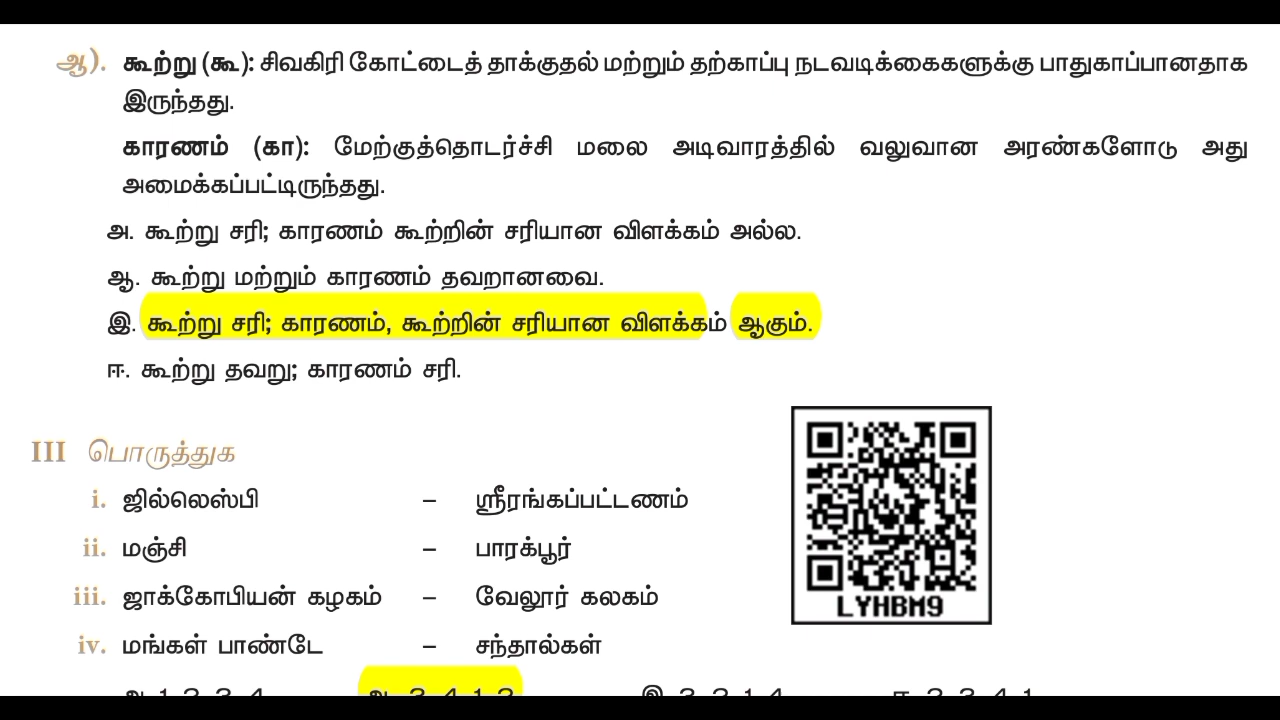 ஆ). கூற்று (கூ): சிவகிரி கோட்டைத் தாக்குதல் மற்றும் தற்காப்பு நடவடிக்கைகளுக்கு பாதுகாப்பானதாக
இருந்தது.
காரணம் (கா): மேற்குத்தொடர்ச்சி மலை அடிவாரத்தில் வலுவான அரண்களோடு அது
அமைக்கப்பட்டிருந்தது.
அ. கூற்று சரி; காரணம் கூற்றின் சரியான விளக்கம் அல்ல.
ஆ. கூற்று மற்றும் காரணம் தவறானவை.
இ. கூற்று சரி; காரணம், கூற்றின் சரியான விளக்கம் ஆகும்.
ஈ. கூற்று தவறு; காரணம் சரி.
III பொருத்துக
i. ஜில்லெஸ்பி – ஸ்ரீரங்கப்பட்டணம்
ii. மஞ்சி – பாரக்பூர்
iii. ஜாக்கோபியன் கழகம் – வேலூர் கலகம்
iv. மங்கள் பாண்டே – சந்தால்கள்
LYHBM9